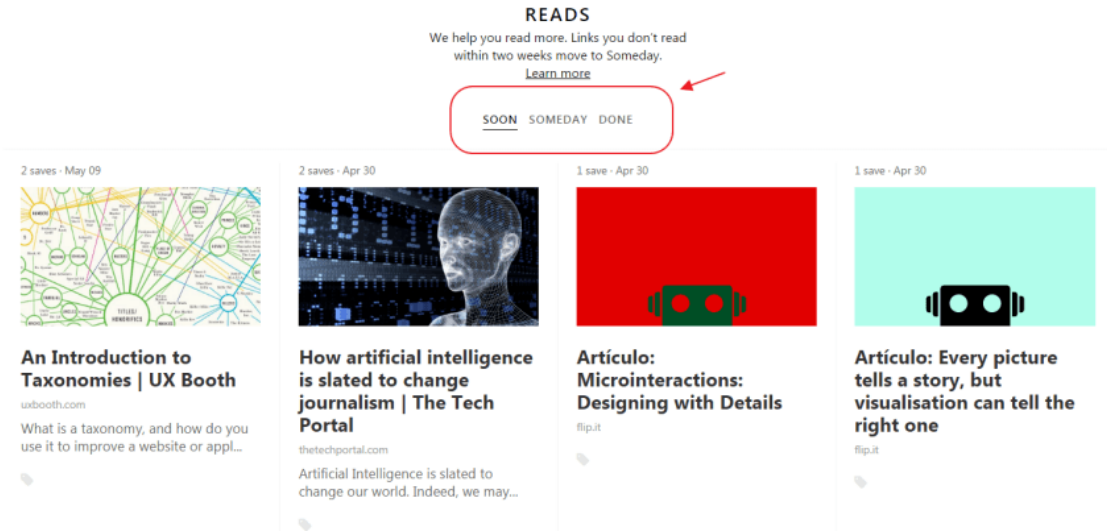 READS
We help you read more. Links you don't read
within two weeks move to Someday.
Learn more
SOON SOMEDAY DONE
2 saves · May 09
TITLES/
HONORIFICS
An Introduction to
Taxonomies | UX Booth
uxbooth.com
What is a taxonomy, and how do you
use it to improve a website or appl...
2 saves · Apr 30
How artificial intelligence
is slated to change
journalism | The Tech
Portal
thetechportal.com
Artificial Intelligence is slated to
change our world. Indeed, we may...
1 save · Apr 30
Artículo:
Microinteractions:
Designing with Details
flip.it
1 save · Apr 30
Artículo: Every picture
tells a story, but
visualisation can tell the
right one
flip.it